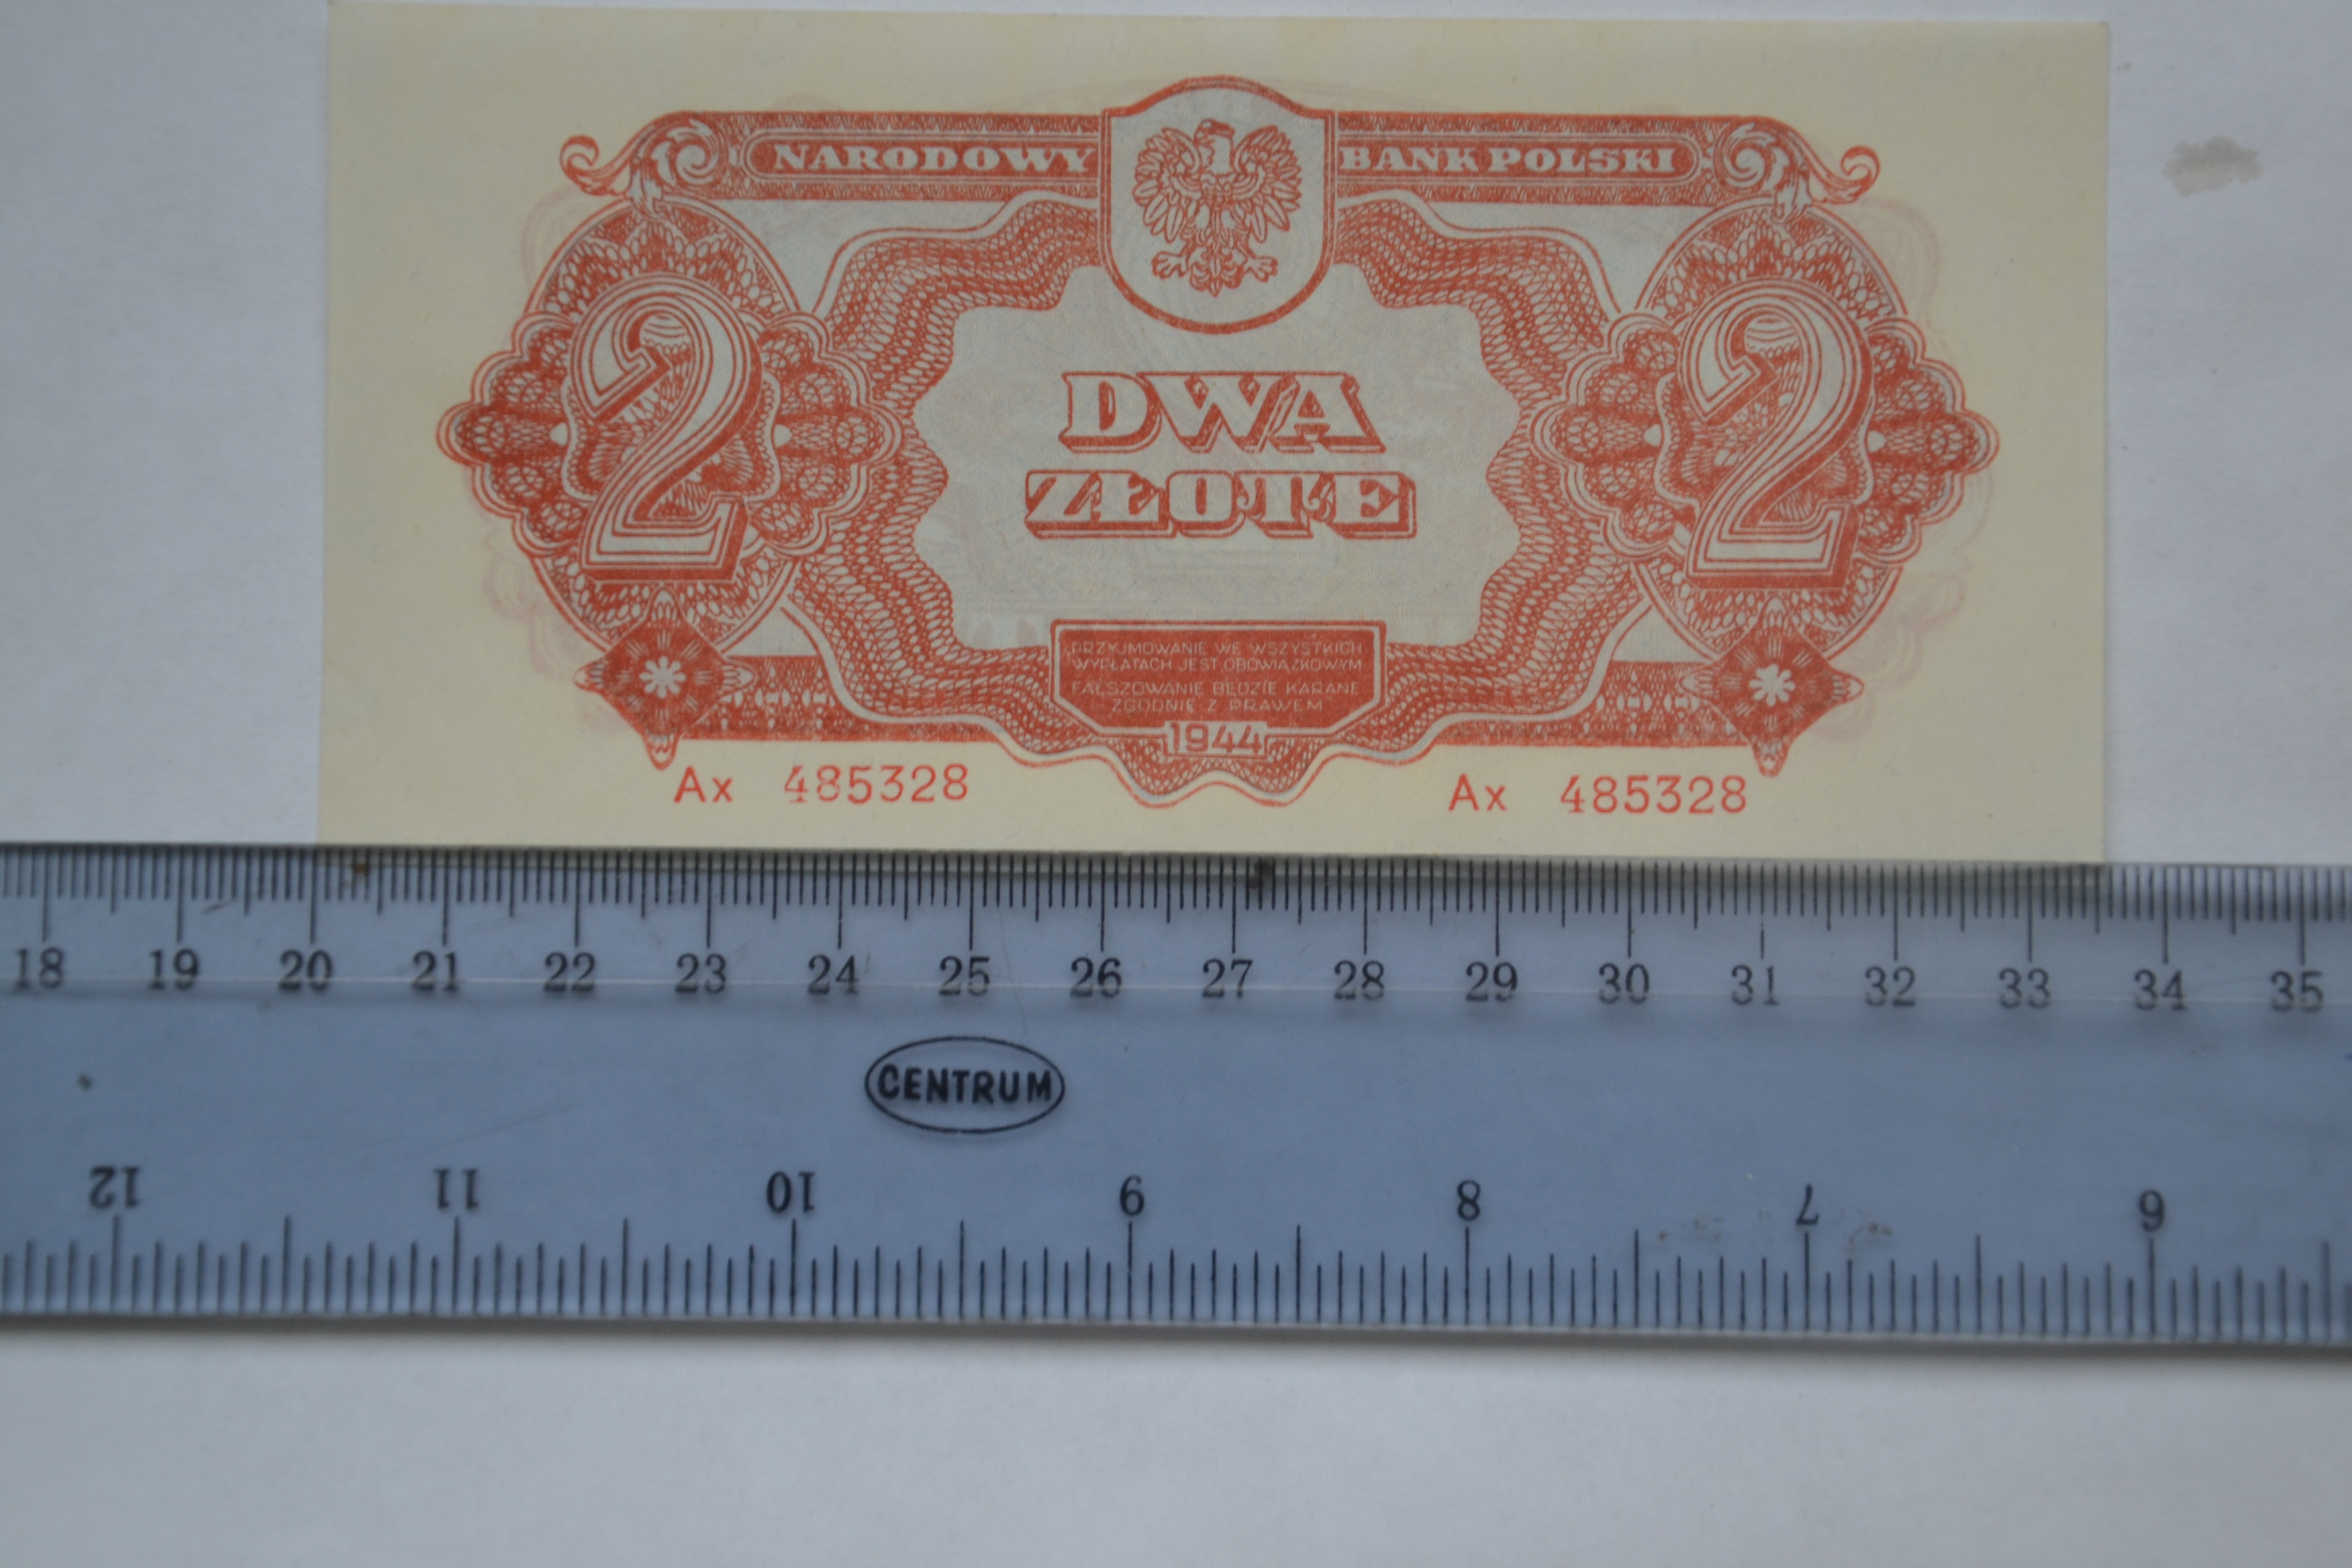 NARODOWY BANK POLSKI
2 2
DWA
ZŁOTE
PRZYJMOWANIE WE WSZYSTKICH
WYPŁATACH JEST OBOWIĄZKOWYM
FAŁSZOWANIE BĘDZIE KARANE
ZGODNIE Z PRAWEM
1944
Ax 485328 Ax 485328
18 19 20 21 22 23 24 25 26 27 28 29 30 31 32 33 34 35
CENTRUM
12 11 10 9 8 7 6